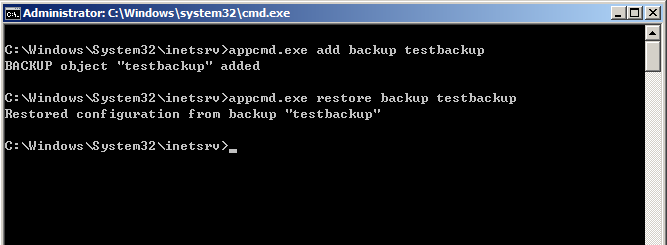 Administrator: C:\Windows\system32\cmd.exe
C:\Windows\System32\inetsrv>appcmd.exe add backup testbackup
BACKUP object "testbackup" added
C:\Windows\System32\inetsrv>appcmd.exe restore backup testbackup
Restored configuration from backup "testbackup"
C:\Windows\System32\inetsrv>_